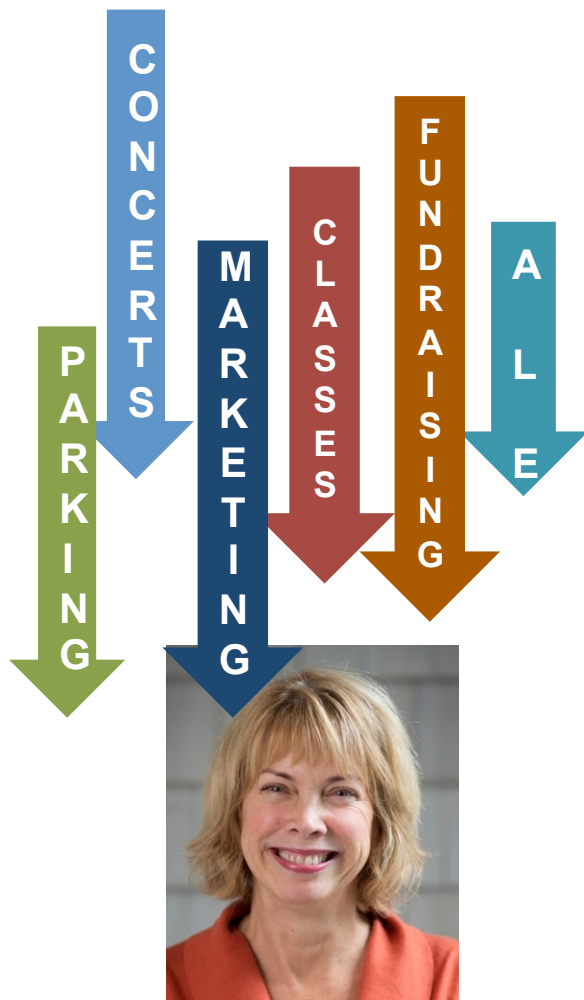 PARKING
CONCERTS
MARKETING
CLASSES
FUNDRAISING
ALE